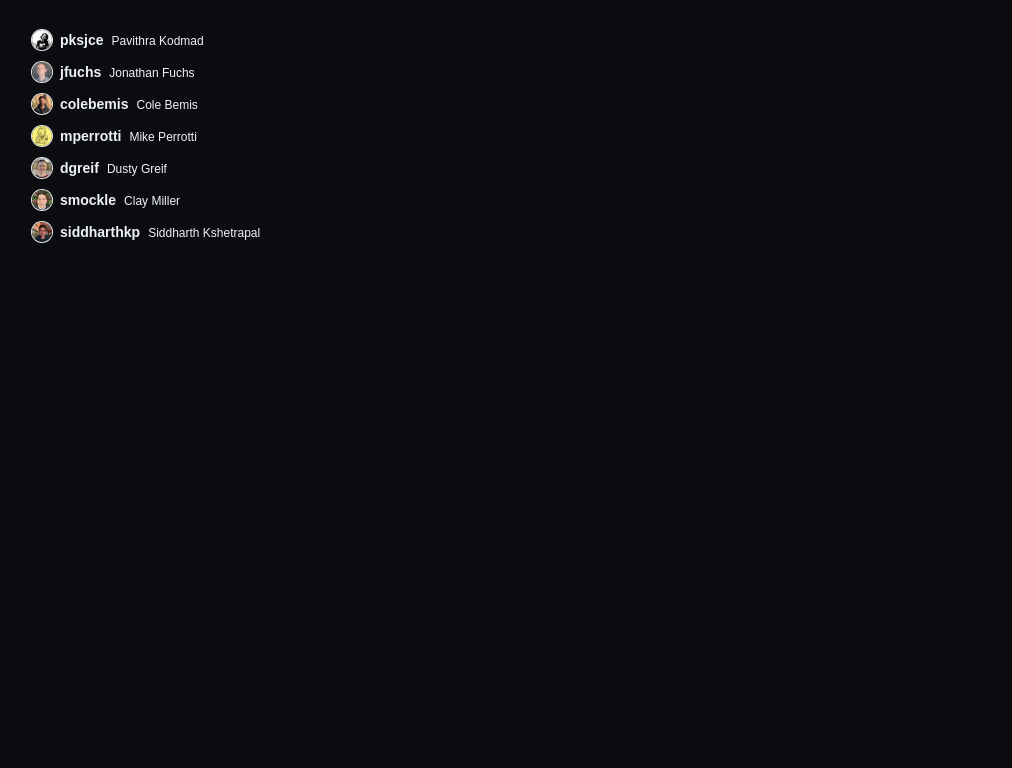 pksjce Pavithra Kodmad
jfuchs Jonathan Fuchs
colebemis Cole Bemis
mperrotti Mike Perrotti
dgreif Dusty Greif
smockle Clay Miller
siddharthkp Siddharth Kshetrapal